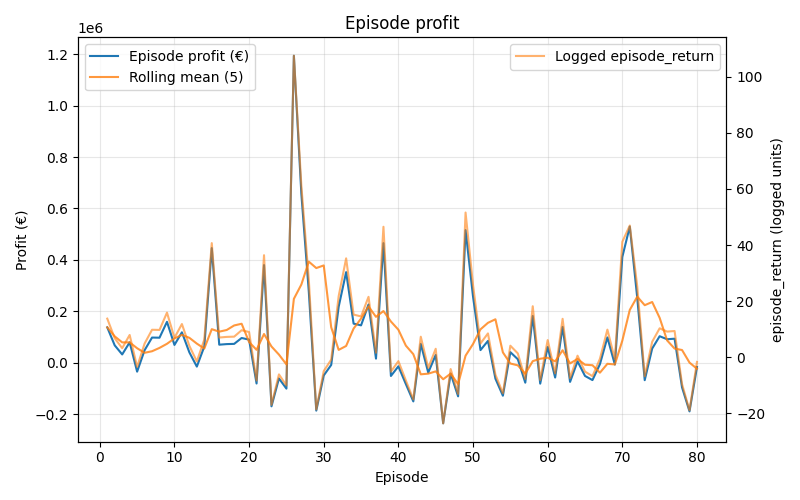 Episode profit
1e6
Episode profit (€)
Rolling mean (5)
Logged episode_return
1.2
1.0
0.8
0.6
0.4
0.2
0.0
−0.2
Profit (€)
100
80
60
40
20
0
−20
episode_return (logged units)
0 10 20 30 40 50 60 70 80
Episode